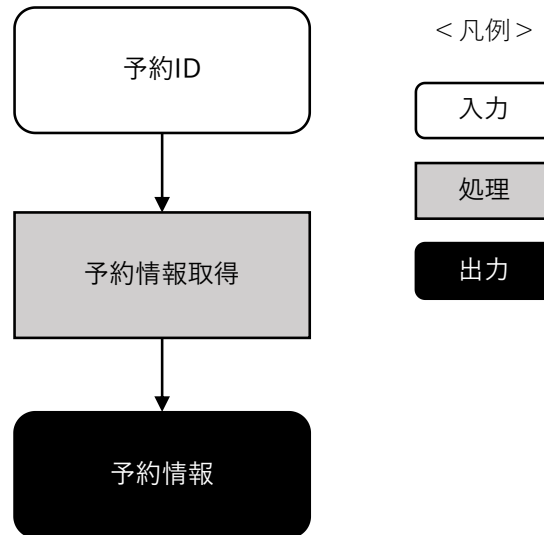 予約ID
予約情報取得
予約情報
＜凡例＞
入力
処理
出力